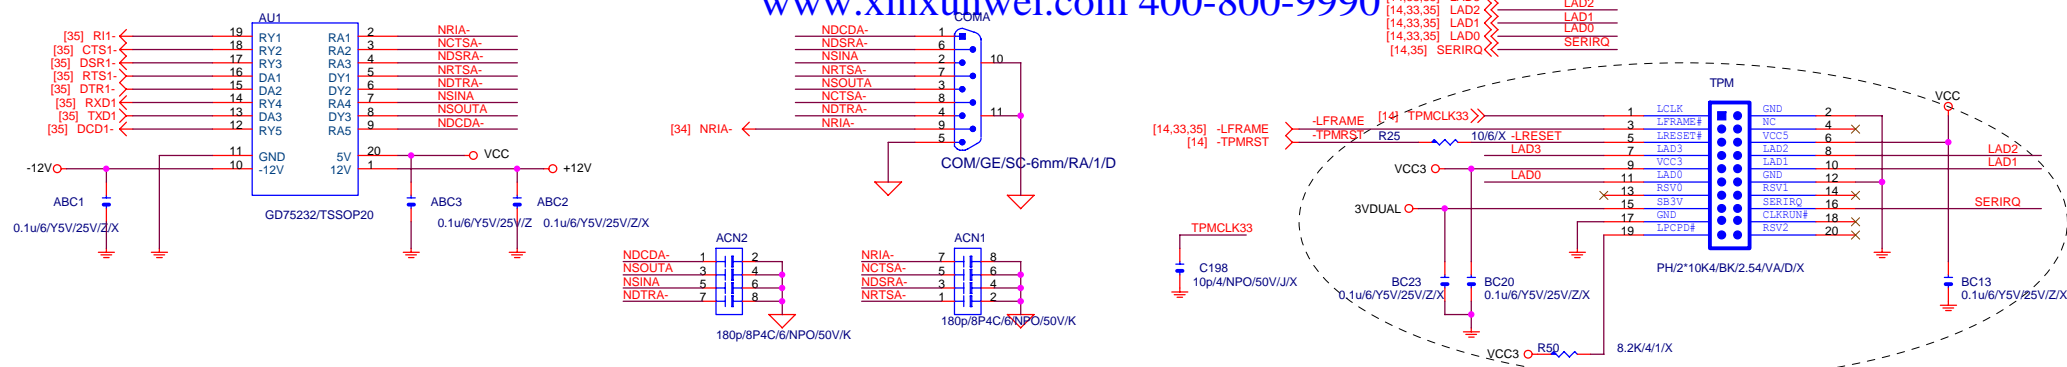 www.xinxunwei.com 400-800-9990
AU1
[35] RI1- 19 RY1 RA1 2 NRIA-
[35] CTS1- 18 RY2 RA2 3 NCTSA-
[35] DSR1- 17 RY3 RA3 4 NDSRA-
[35] RTS1- 16 DA1 DY1 5 NRTSA-
[35] DTR1- 15 DA2 DY2 6 NDTRA-
[35] RXD1 14 RY4 RA4 7 NSINA
[35] TXD1 13 DA3 DY3 8 NSOUTA
[35] DCD1- 12 RY5 RA5 9 NDCDA-
11 GND 5V 20 VCC
-12V 10 -12V 12V 1 +12V
ABC1
0.1u/6/Y5V/25V/Z/X
GD75232/TSSOP20
ABC3
0.1u/6/Y5V/25V/Z
ABC2
0.1u/6/Y5V/25V/Z/X
COMA
NDCDA- 1
NDSRA- 6
NSINA 2
NRTSA- 7
NSOUTA 3
NCTSA- 8
NDTRA- 4
[34] NRIA- NRIA- 9
5
10
11
COM/GE/SC-6mm/RA/1/D
ACN2
NDCDA- 1 2
NSOUTA 3 4
NSINA 5 6
NDTRA- 7 8
180p/8P4C/6/NPO/50V/K
ACN1
NRIA- 7 8
NCTSA- 5 6
NDSRA- 3 4
NRTSA- 1 2
180p/8P4C/6/NPO/50V/K
[14,33,35] LAD2 LAD2
[14,33,35] LAD1 LAD1
[14,33,35] LAD0 LAD0
[14,35] SERIRQ SERIRQ
TPM
VCC
[14] TPMCLK33 1 LCLK GND 2
[14,33,35] -LFRAME -LFRAME 3 LFRAME# NC 4
[14] -TPMRST -TPMRST R25 10/6/X -LRESET 5 LRESET# VCC5 6
LAD3 7 LAD3 LAD2 8 LAD2
VCC3 9 VCC3 LAD1 10 LAD1
LAD0 11 LAD0 GND 12
13 RSV0 RSV1 14
3VDUAL 15 SB3V SERIRQ 16 SERIRQ
17 GND CLKRUN# 18
19 LPCPD# RSV2 20
PH/2*10K4/BK/2.54/VA/D/X
TPMCLK33
C198
10p/4/NPO/50V/J/X
BC23
0.1u/6/Y5V/25V/Z/X
BC20
0.1u/6/Y5V/25V/Z/X
BC13
0.1u/6/Y5V/25V/Z/X
VCC3 R50 8.2K/4/1/X